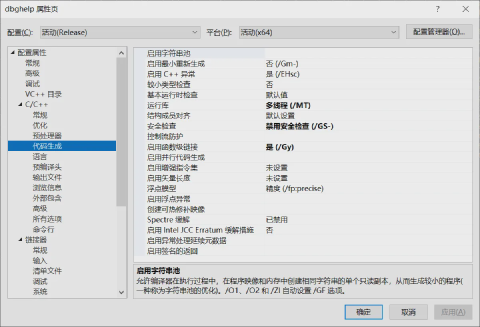 dbghelp 属性页
配置(C): 活动(Release) 平台(P): 活动(x64) 配置管理器(O)...
配置属性
常规
高级
调试
VC++ 目录
C/C++
常规
优化
预处理器
代码生成
语言
预编译头
输出文件
浏览信息
外部包含
高级
所有选项
命令行
链接器
常规
输入
清单文件
调试
系统
启用字符串池
启用最小重新生成 否 (/Gm-)
启用 C++ 异常 是 (/EHsc)
较小类型检查 否
基本运行时检查 默认值
运行库 多线程 (/MT)
结构成员对齐 默认设置
安全检查 禁用安全检查 (/GS-)
控制流防护
启用函数级链接 是 (/Gy)
启用并行代码生成
启用增强指令集 未设置
启用矢量长度 未设置
浮点模型 精度 (/fp:precise)
启用浮点异常
创建可热修补映像
Spectre 缓解 已禁用
启用 Intel JCC Erratum 缓解措施 否
启用异常处理延续元数据
启用签名的返回
启用字符串池
允许编译器在执行过程中，在程序映像和内存中创建相同字符串的单个只读副本，从而生成较小的程序(
一种称为字符串池的优化)。/O1、/O2 和 /ZI 自动设置 /GF 选项。
确定 取消 应用(A)